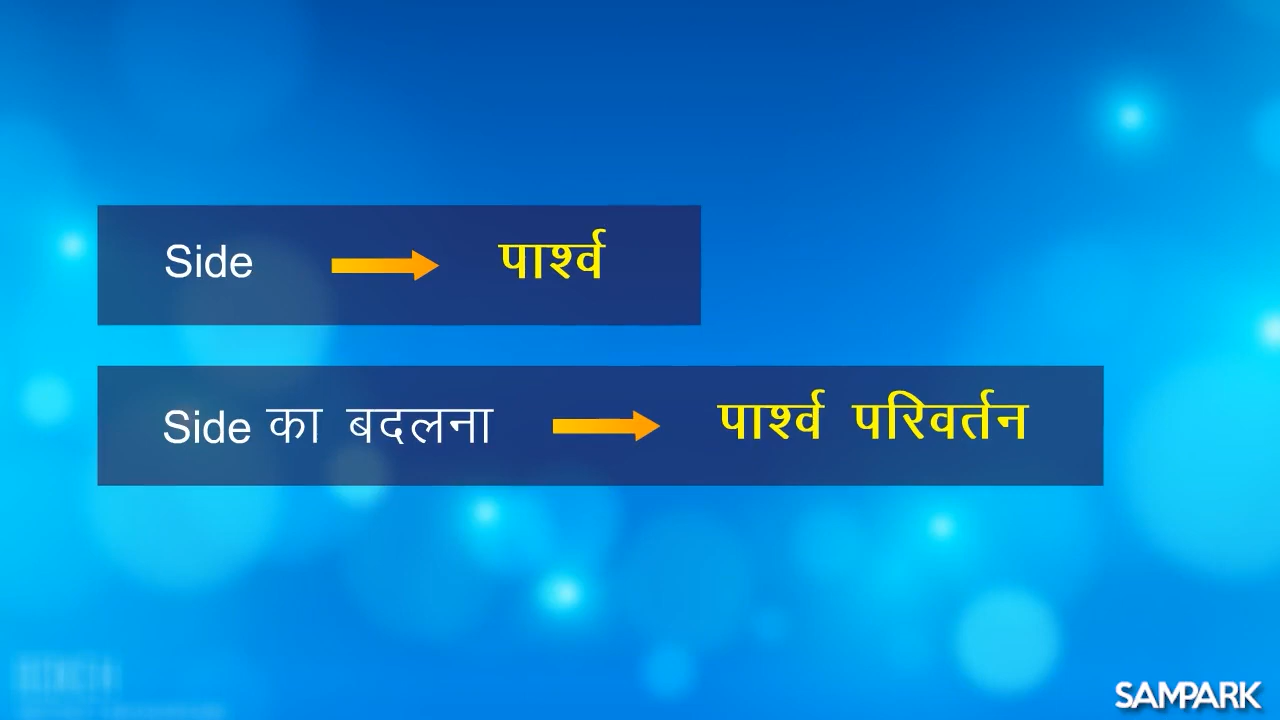 Side → पार्श्व
Side का बदलना → पार्श्व परिवर्तन
SAMPARK